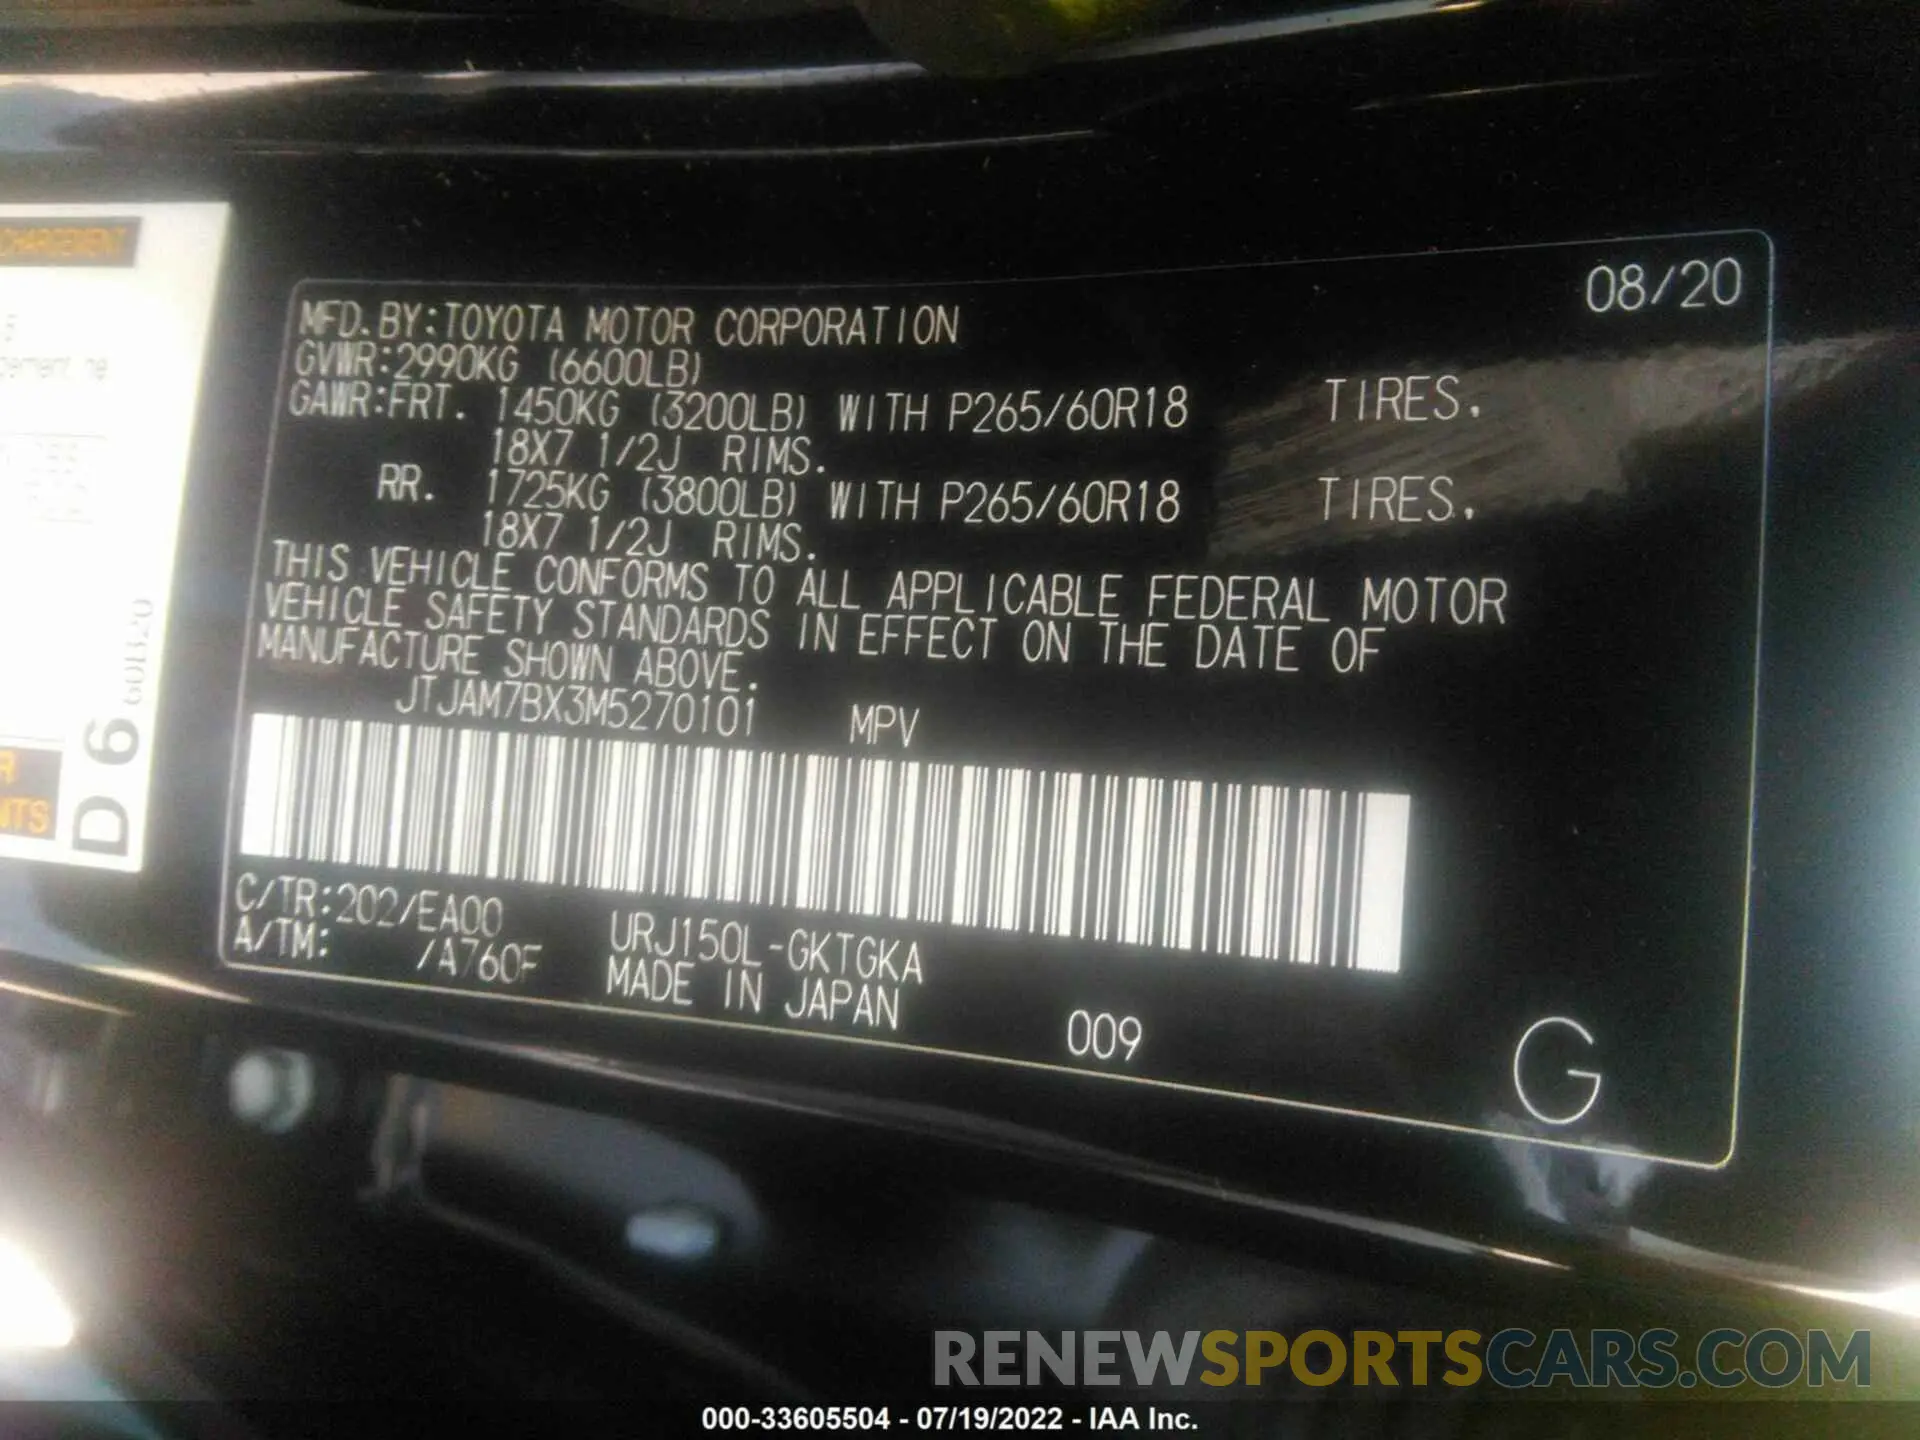 CHARGEMENT
08/20
MFD. BY:TOYOTA MOTOR CORPORATION
GVWR:2990KG (6600LB)
GAWR:FRT. 1450KG (3200LB) WITH P265/60R18 TIRES.
18X7 1/2J RIMS.
RR. 1725KG (3800LB) WITH P265/60R18 TIRES.
18X7 1/2J RIMS.
THIS VEHICLE CONFORMS TO ALL APPLICABLE FEDERAL MOTOR
VEHICLE SAFETY STANDARDS IN EFFECT ON THE DATE OF
MANUFACTURE SHOWN ABOVE.
JTJAM7BX3M5270101 MPV
C/TR:202/EA00 URJ150L-GKTGKA
A/TM: /A760F MADE IN JAPAN
009
G
D 6 60B20
RENEWSPORTSCARS.COM
000-33605504 - 07/19/2022 - IAA Inc.